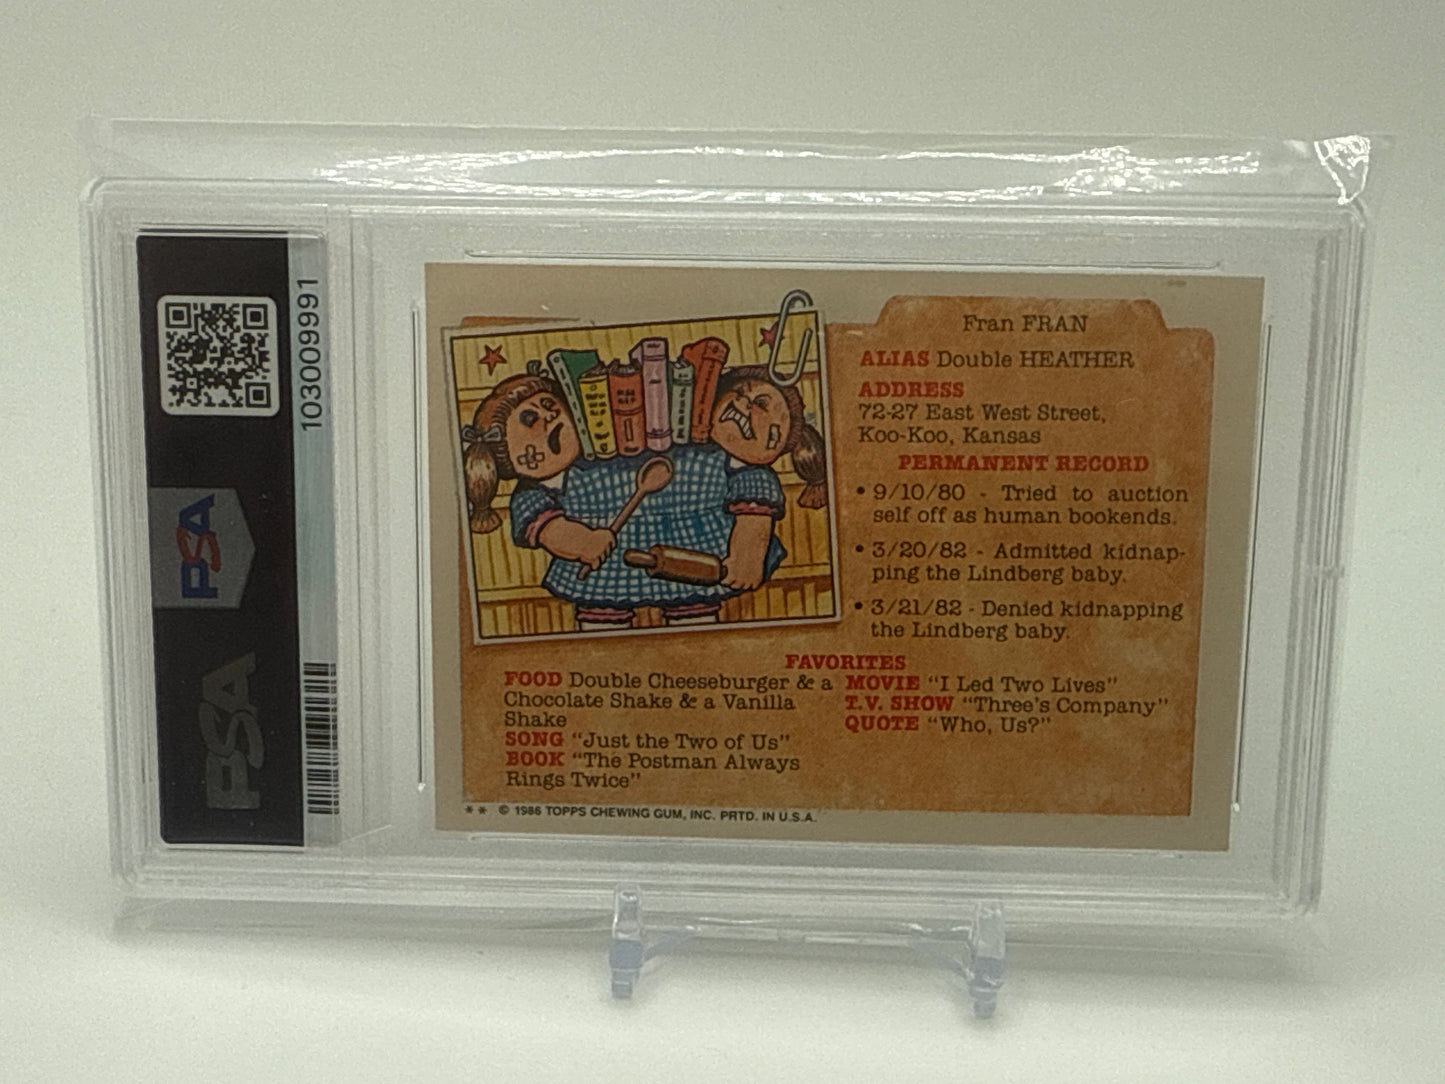 103009991
PSA
PSA
Fran FRAN
ALIAS Double HEATHER
ADDRESS
72-27 East West Street,
Koo-Koo, Kansas
PERMANENT RECORD
• 9/10/80 - Tried to auction
self off as human bookends.
• 3/20/82 - Admitted kidnap-
ping the Lindberg baby.
• 3/21/82 - Denied kidnapping
the Lindberg baby.
FAVORITES
FOOD Double Cheeseburger & a
Chocolate Shake & a Vanilla
Shake
SONG "Just the Two of Us"
BOOK "The Postman Always
Rings Twice"
MOVIE "I Led Two Lives"
T.V. SHOW "Three's Company"
QUOTE "Who, Us?"
** © 1986 TOPPS CHEWING GUM, INC. PRTD. IN U.S.A.